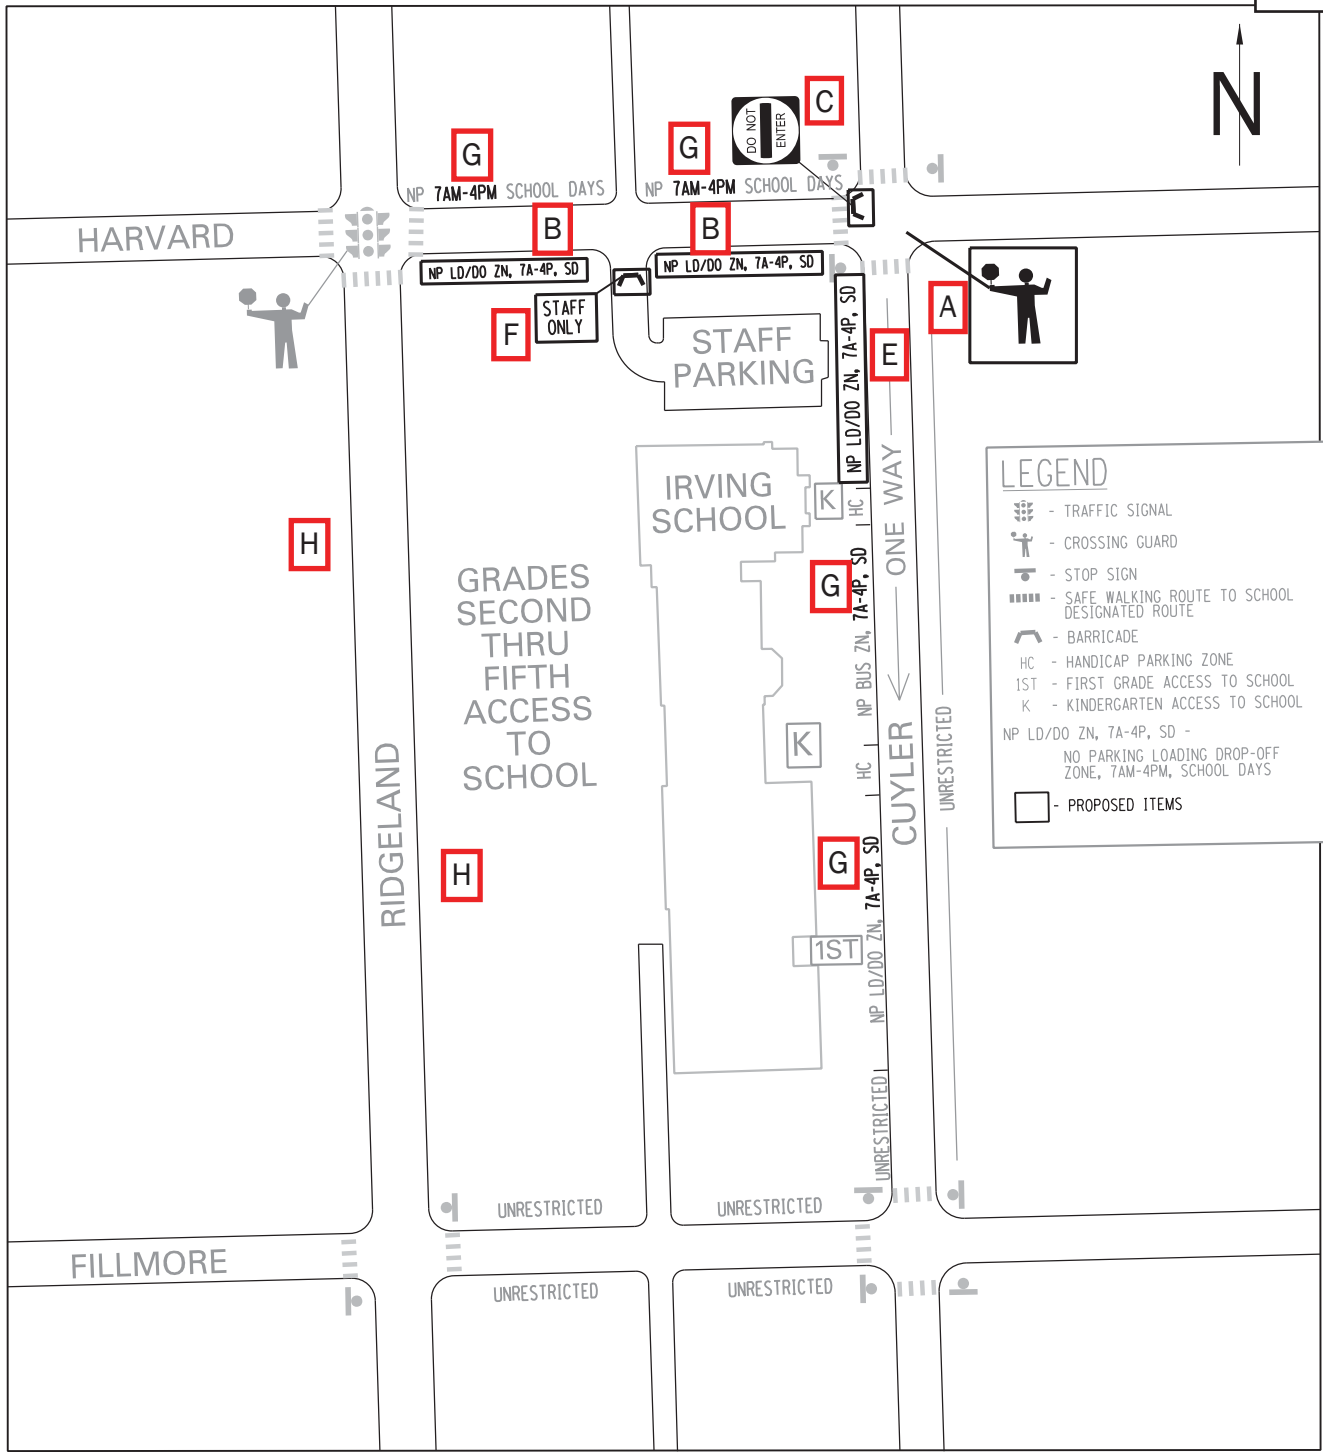 N
C
DO NOT
ENTER
G
G
NP 7AM-4PM SCHOOL DAYS
NP 7AM-4PM SCHOOL DAYS
HARVARD
B
B
NP LD/DO ZN, 7A-4P, SD
NP LD/DO ZN, 7A-4P, SD
STAFF
ONLY
F
STAFF
PARKING
NP LD/DO ZN, 7A-4P, SD
E
A
IRVING
SCHOOL
K
HC
ONE WAY
H
GRADES
SECOND
THRU
FIFTH
ACCESS
TO
SCHOOL
G
NP BUS ZN, 7A-4P, SD
K
HC
CUYLER
UNRESTRICTED
RIDGELAND
H
G
NP LD/DO ZN, 7A-4P, SD
1ST
UNRESTRICTED
LEGEND
- TRAFFIC SIGNAL
- CROSSING GUARD
- STOP SIGN
- SAFE WALKING ROUTE TO SCHOOL
DESIGNATED ROUTE
- BARRICADE
HC - HANDICAP PARKING ZONE
1ST - FIRST GRADE ACCESS TO SCHOOL
K - KINDERGARTEN ACCESS TO SCHOOL
NP LD/DO ZN, 7A-4P, SD -
NO PARKING LOADING DROP-OFF
ZONE, 7AM-4PM, SCHOOL DAYS
- PROPOSED ITEMS
UNRESTRICTED
UNRESTRICTED
FILLMORE
UNRESTRICTED
UNRESTRICTED